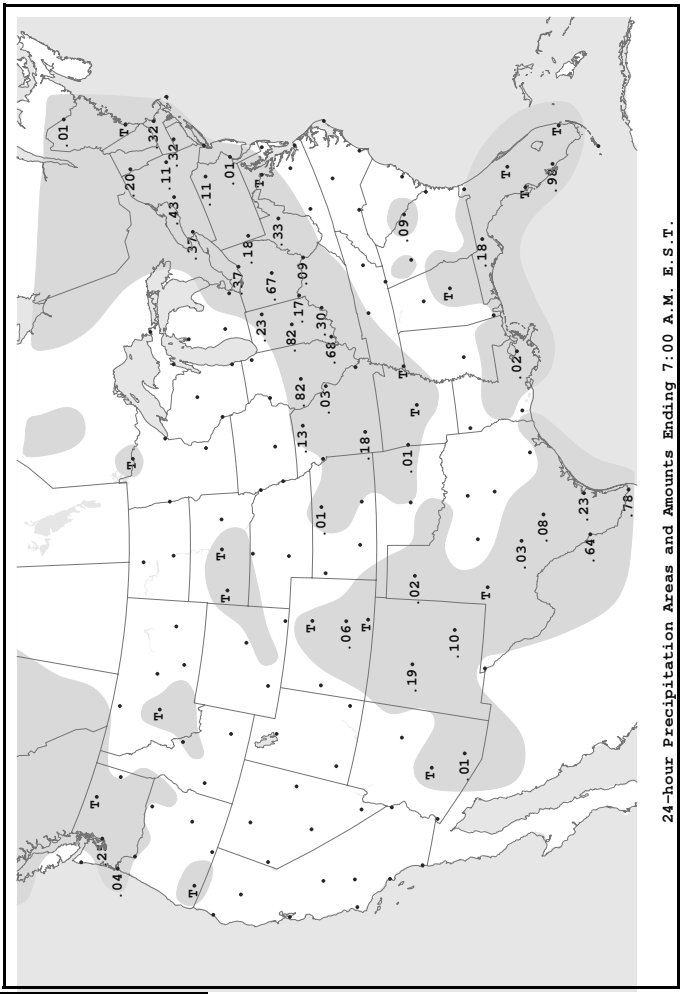 .01
T
.04
T
.20
T
.32
T
.11
.32
.43
.37
T
.11
T
T
.01
.37
.18
T
.23
.67
.33
.82
.17
.82
.13
.09
T
.01
.30
.03
.68
.06
.18
T
T
.09
.01
.19
.02
T
T
T
.10
.01
.18
T
T
.02
.03
T
.08
.98
T
.23
.64
.78
24-hour Precipitation Areas and Amounts Ending 7:00 A.M. E.S.T.